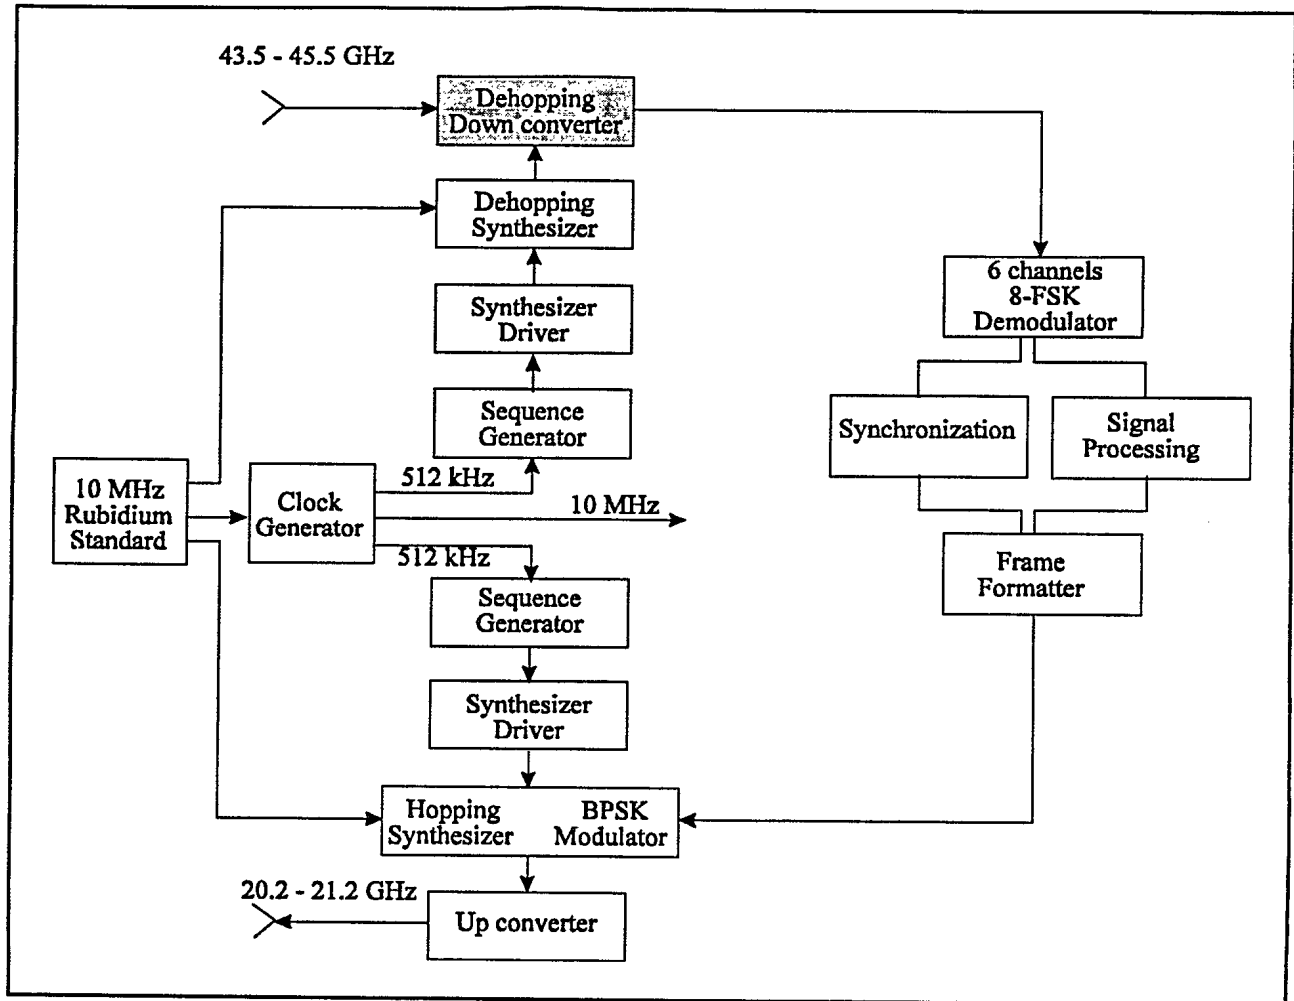 43.5 - 45.5 GHz
Dehopping
Down converter
Dehopping
Synthesizer
6 channels
8-FSK
Demodulator
Synthesizer
Driver
Sequence
Generator
Synchronization
Signal
Processing
10 MHz
Rubidium
Standard
Clock
Generator
512 kHz
10 MHz
512 kHz
Frame
Formatter
Sequence
Generator
Synthesizer
Driver
Hopping
Synthesizer
BPSK
Modulator
20.2 - 21.2 GHz
Up converter